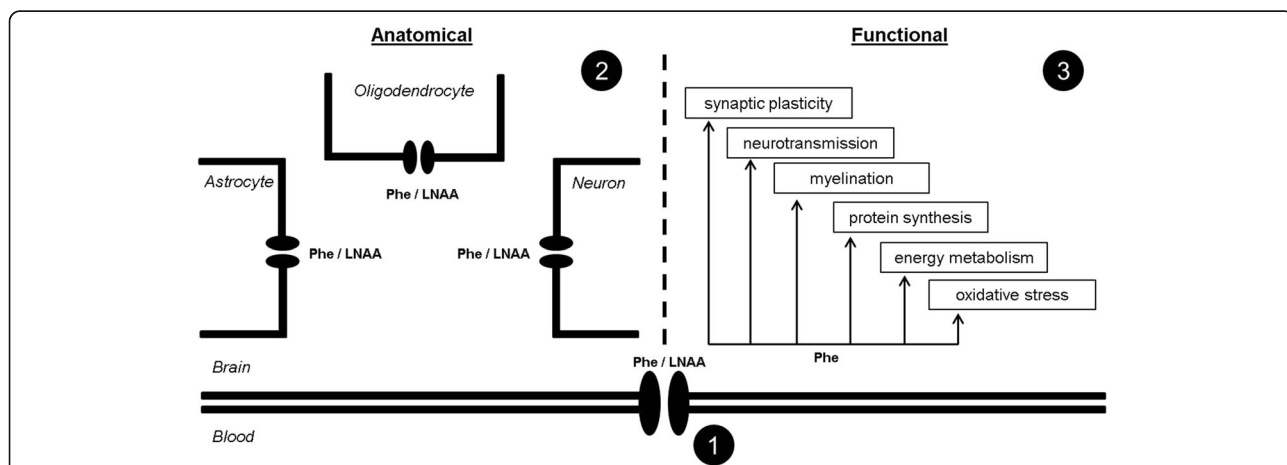 Anatomical
2
Oligodendrocyte
Phe / LNAA
Astrocyte
Phe / LNAA
Neuron
Phe / LNAA
Functional
3
synaptic plasticity
neurotransmission
myelination
protein synthesis
energy metabolism
oxidative stress
Phe
Phe / LNAA
Brain
Blood
1